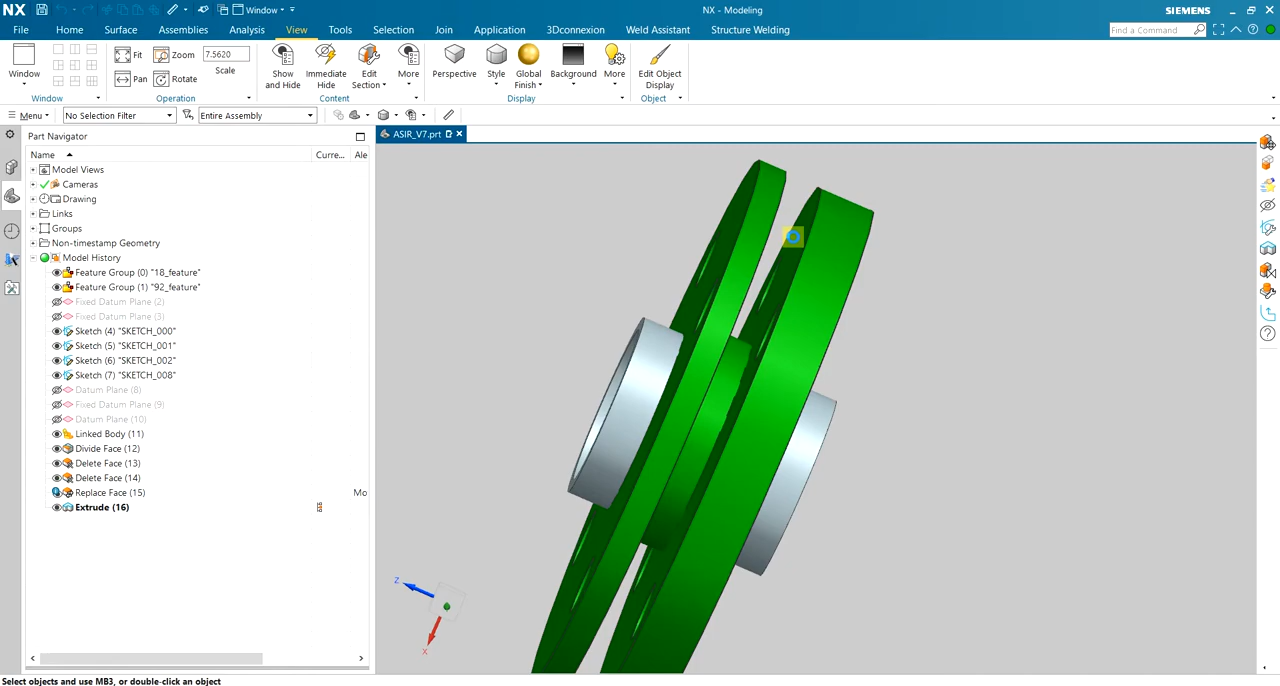 NX Window NX - Modeling SIEMENS
File Home Surface Assemblies Analysis View Tools Selection Join Application 3Dconnexion Weld Assistant Structure Welding Find a Command
Window
Fit Zoom 7.5620
Pan Rotate Scale
Show and Hide
Immediate Hide
Edit Section
More
Perspective
Style
Global Finish
Background
More
Edit Object Display
Window Operation Content Display Object
Menu No Selection Filter Entire Assembly
Part Navigator
ASIR_V7.prt
Name Curre... Ale
Model Views
Cameras
Drawing
Links
Groups
Non-timestamp Geometry
Model History
Feature Group (0) "18_feature"
Feature Group (1) "92_feature"
Fixed Datum Plane (2)
Fixed Datum Plane (3)
Sketch (4) "SKETCH_000"
Sketch (5) "SKETCH_001"
Sketch (6) "SKETCH_002"
Sketch (7) "SKETCH_008"
Datum Plane (8)
Fixed Datum Plane (9)
Datum Plane (10)
Linked Body (11)
Divide Face (12)
Delete Face (13)
Delete Face (14)
Replace Face (15) Mo
Extrude (16)
Z
X
Select objects and use MB3, or double-click an object